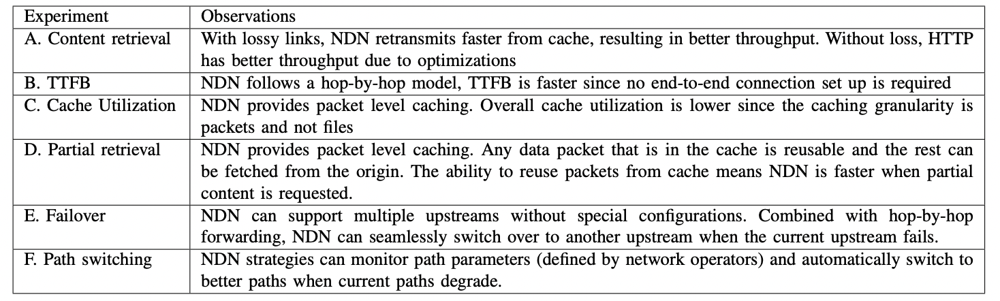 Experiment Observations
A. Content retrieval With lossy links, NDN retransmits faster from cache, resulting in better throughput. Without loss, HTTP
has better throughput due to optimizations
B. TTFB NDN follows a hop-by-hop model, TTFB is faster since no end-to-end connection set up is required
C. Cache Utilization NDN provides packet level caching. Overall cache utilization is lower since the caching granularity is
packets and not files
D. Partial retrieval NDN provides packet level caching. Any data packet that is in the cache is reusable and the rest can
be fetched from the origin. The ability to reuse packets from cache means NDN is faster when partial
content is requested.
E. Failover NDN can support multiple upstreams without special configurations. Combined with hop-by-hop
forwarding, NDN can seamlessly switch over to another upstream when the current upstream fails.
F. Path switching NDN strategies can monitor path parameters (defined by network operators) and automatically switch to
better paths when current paths degrade.